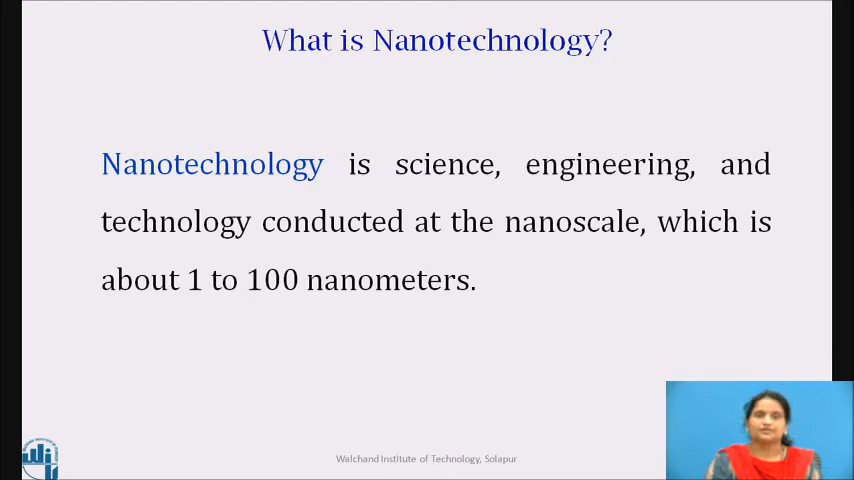 What is Nanotechnology?
Nanotechnology is science, engineering, and
technology conducted at the nanoscale, which is
about 1 to 100 nanometers.
Walchand Institute of Technology, Solapur